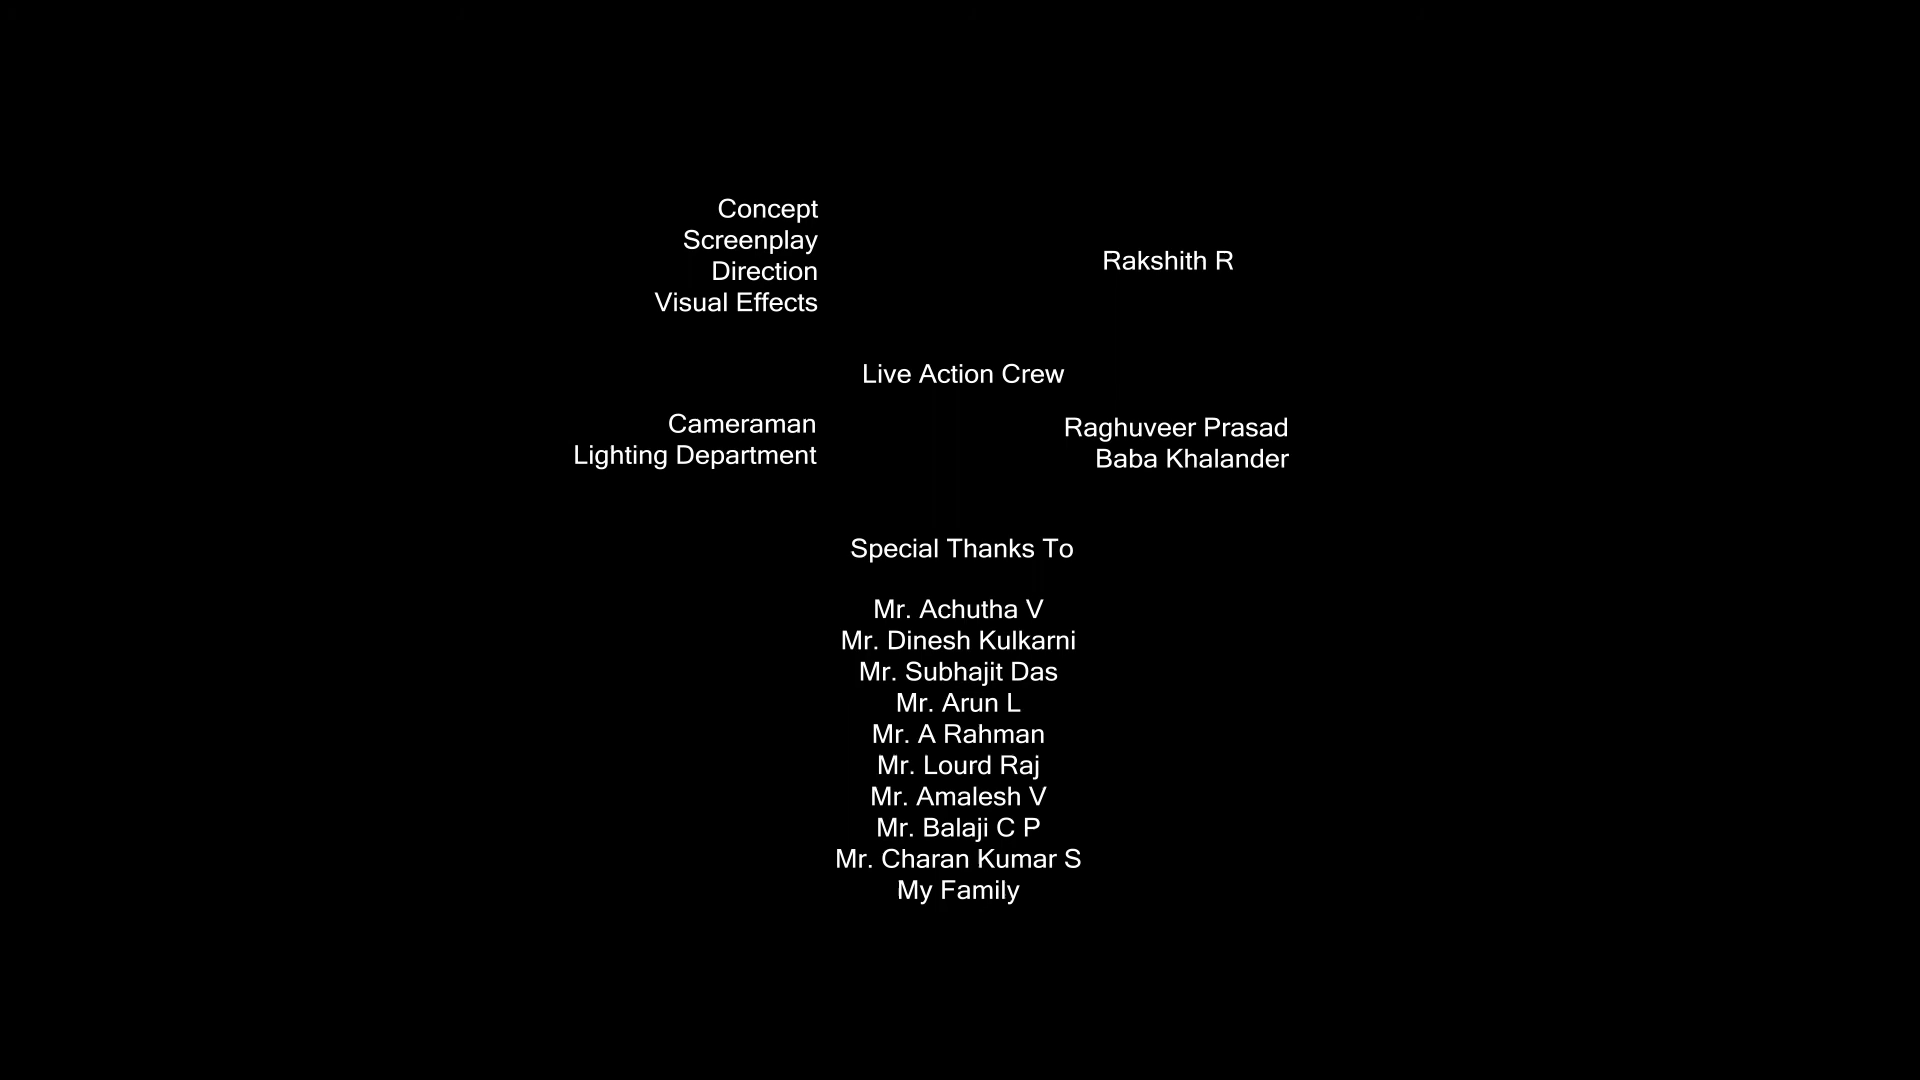 Concept
Screenplay
Direction
Visual Effects
Rakshith R
Live Action Crew
Cameraman Raghuveer Prasad
Lighting Department Baba Khalander
Special Thanks To
Mr. Achutha V
Mr. Dinesh Kulkarni
Mr. Subhajit Das
Mr. Arun L
Mr. A Rahman
Mr. Lourd Raj
Mr. Amalesh V
Mr. Balaji C P
Mr. Charan Kumar S
My Family